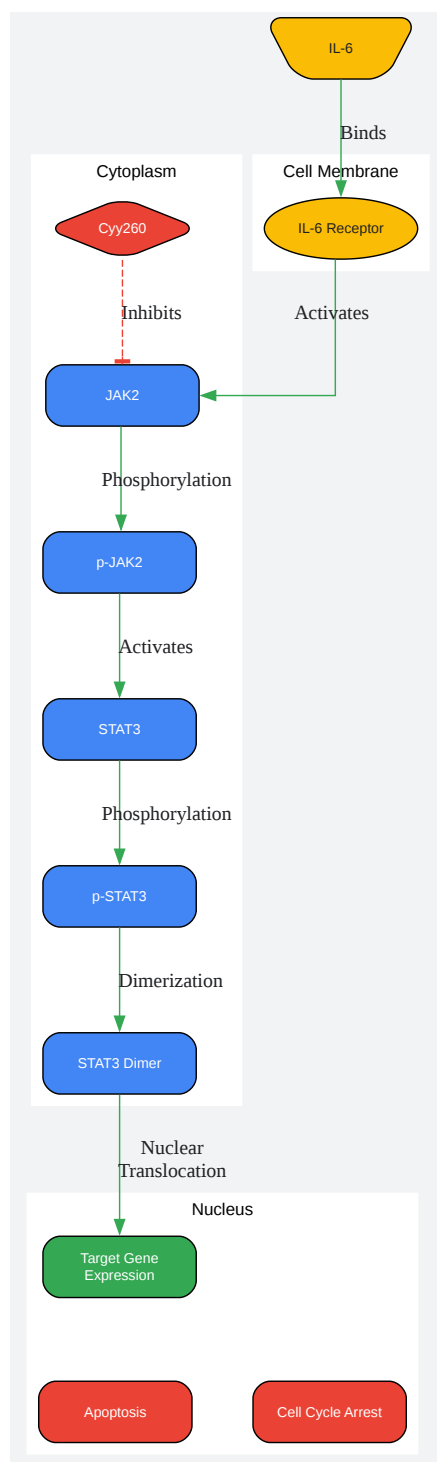 IL-6
Binds
Cytoplasm
Cell Membrane
Cyy260
IL-6 Receptor
Inhibits
Activates
JAK2
Phosphorylation
p-JAK2
Activates
STAT3
Phosphorylation
p-STAT3
Dimerization
STAT3 Dimer
Nuclear
Translocation
Nucleus
Target Gene
Expression
Apoptosis
Cell Cycle Arrest